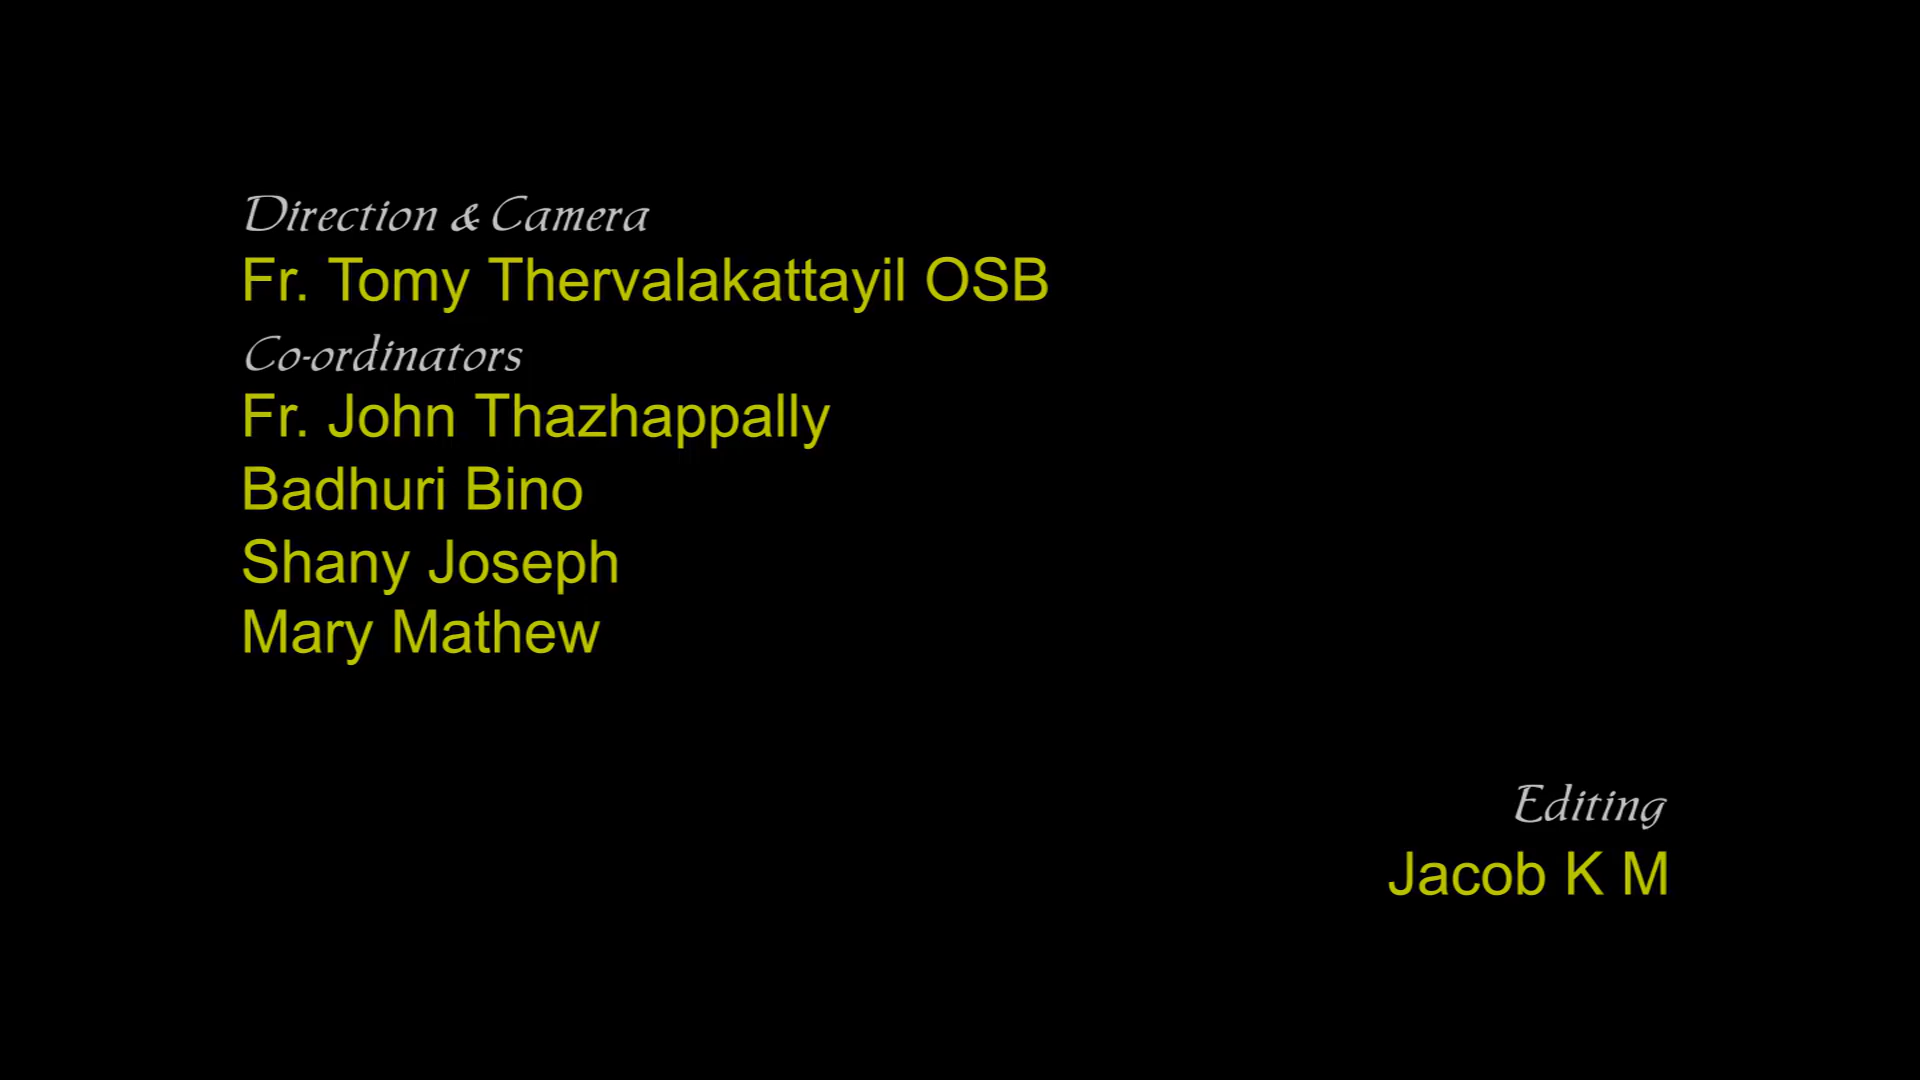 Direction & Camera
Fr. Tomy Thervalakattayil OSB
Co-ordinators
Fr. John Thazhappally
Badhuri Bino
Shany Joseph
Mary Mathew
Editing
Jacob K M